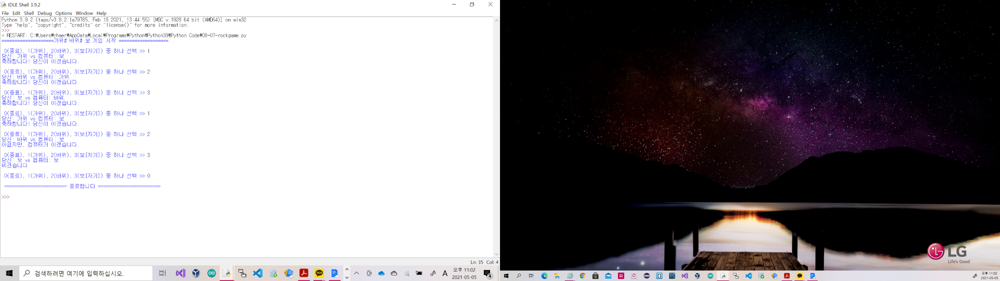 IDLE Shell 3.9.2
File Edit Shell Debug Options Window Help
Python 3.9.2 (tags/v3.9.2:1a79785, Feb 19 2021, 13:44:55) [MSC v.1928 64 bit (AMD64)] on win32
Type "help", "copyright", "credits" or "license()" for more information.
>>>
= RESTART: C:₩Users₩chaer₩AppData₩Local₩Programs₩Python₩Python39₩Python Code₩08-07-rockgame.py
====================가위# 바위# 보 게임 시작 ===================
0(종료), 1(가위), 2(바위), 3(보[자기]) 중 하나 선택 >> 1
당신: 가위 vs 컴퓨터: 보
축하합니다! 당신이 이겼습니다.
0(종료), 1(가위), 2(바위), 3(보[자기]) 중 하나 선택 >> 2
당신: 바위 vs 컴퓨터: 가위
축하합니다! 당신이 이겼습니다.
0(종료), 1(가위), 2(바위), 3(보[자기]) 중 하나 선택 >> 3
당신: 보 vs 컴퓨터: 바위
축하합니다! 당신이 이겼습니다.
0(종료), 1(가위), 2(바위), 3(보[자기]) 중 하나 선택 >> 1
당신: 가위 vs 컴퓨터: 보
축하합니다! 당신이 이겼습니다.
0(종료), 1(가위), 2(바위), 3(보[자기]) 중 하나 선택 >> 2
당신: 바위 vs 컴퓨터: 보
아쉽지만, 컴퓨터가 이겼습니다.
0(종료), 1(가위), 2(바위), 3(보[자기]) 중 하나 선택 >> 3
당신: 보 vs 컴퓨터: 보
비겼습니다
0(종료), 1(가위), 2(바위), 3(보[자기]) 중 하나 선택 >> 0
======================== 종료합니다 ========================
>>>
Ln: 35 Col: 4
검색하려면 여기에 입력하십시오.
TALK
A
오후 11:02
2021-05-05
4
LG
Life's Good
오후 11:02
2021-05-05